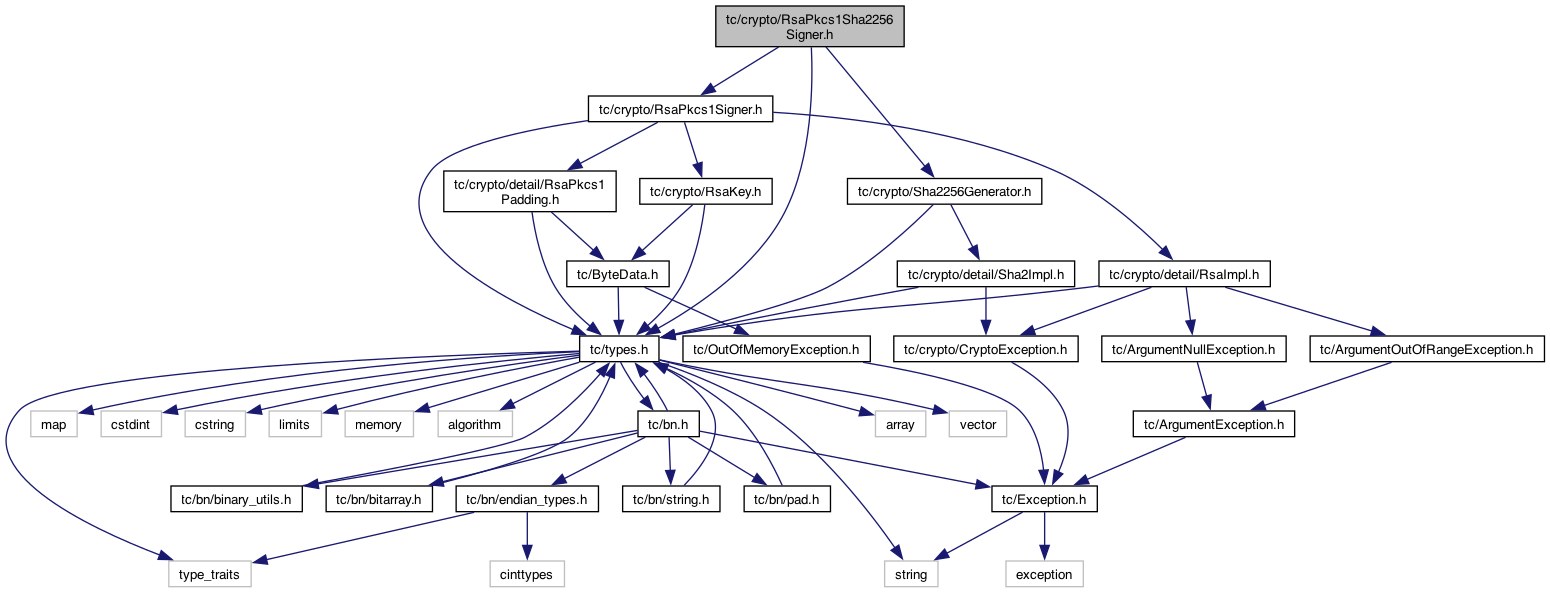 tc/crypto/RsaPkcs1Sha2256
Signer.h
tc/crypto/RsaPkcs1Signer.h
tc/crypto/detail/RsaPkcs1
Padding.h
tc/crypto/RsaKey.h
tc/crypto/Sha2256Generator.h
tc/ByteData.h
tc/crypto/detail/Sha2Impl.h
tc/crypto/detail/RsaImpl.h
tc/types.h
tc/OutOfMemoryException.h
tc/crypto/CryptoException.h
tc/ArgumentNullException.h
tc/ArgumentOutOfRangeException.h
map
cstdint
cstring
limits
memory
algorithm
tc/bn.h
array
vector
tc/ArgumentException.h
tc/bn/binary_utils.h
tc/bn/bitarray.h
tc/bn/endian_types.h
tc/bn/string.h
tc/bn/pad.h
tc/Exception.h
type_traits
cinttypes
string
exception